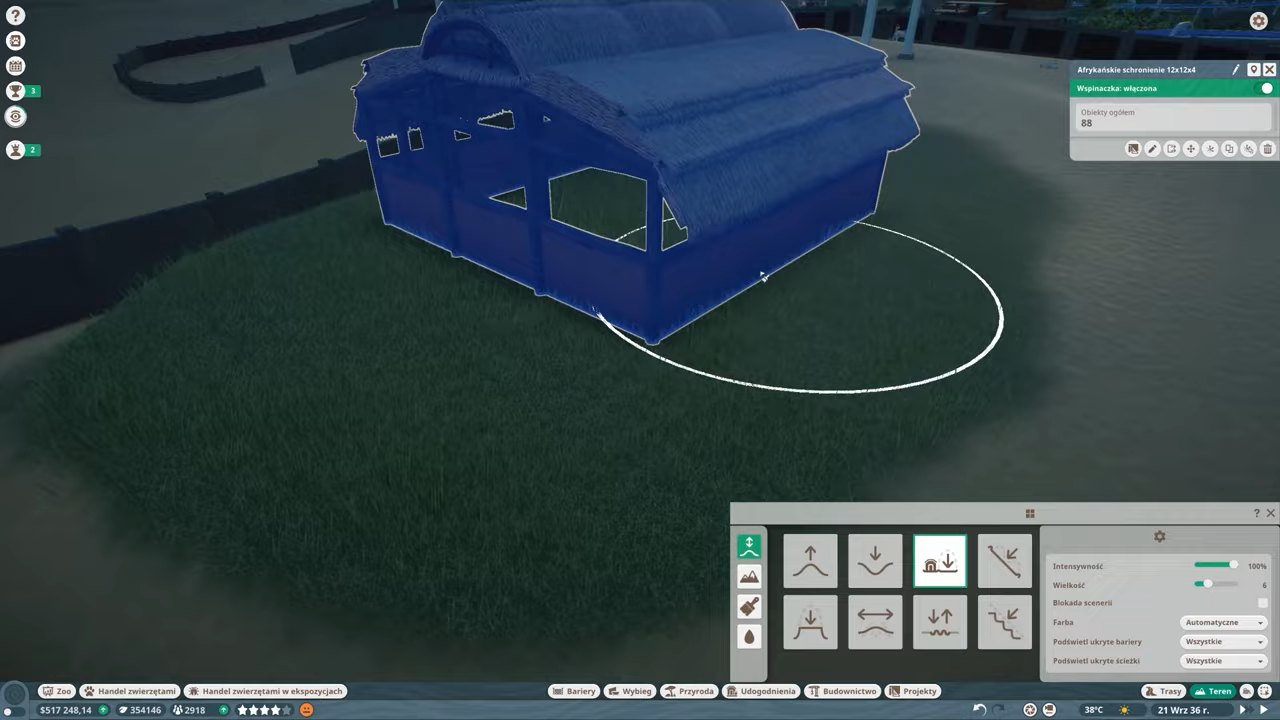 ?
3
2
Afrykańskie schronienie 12x12x4
Wspinaczka: włączona
Obiekty ogółem
88
?
Intensywność 100%
Wielkość 6
Blokada scenerii
Farba Automatyczne
Podświetl ukryte bariery Wszystkie
Podświetl ukryte ścieżki Wszystkie
Zoo Handel zwierzętami Handel zwierzętami w ekspozycjach Bariery Wybieg Przyroda Udogodnienia Budownictwo Projekty Trasy Teren
$517 248,14 354146 2918 38°C 21 Wrz 36 r.